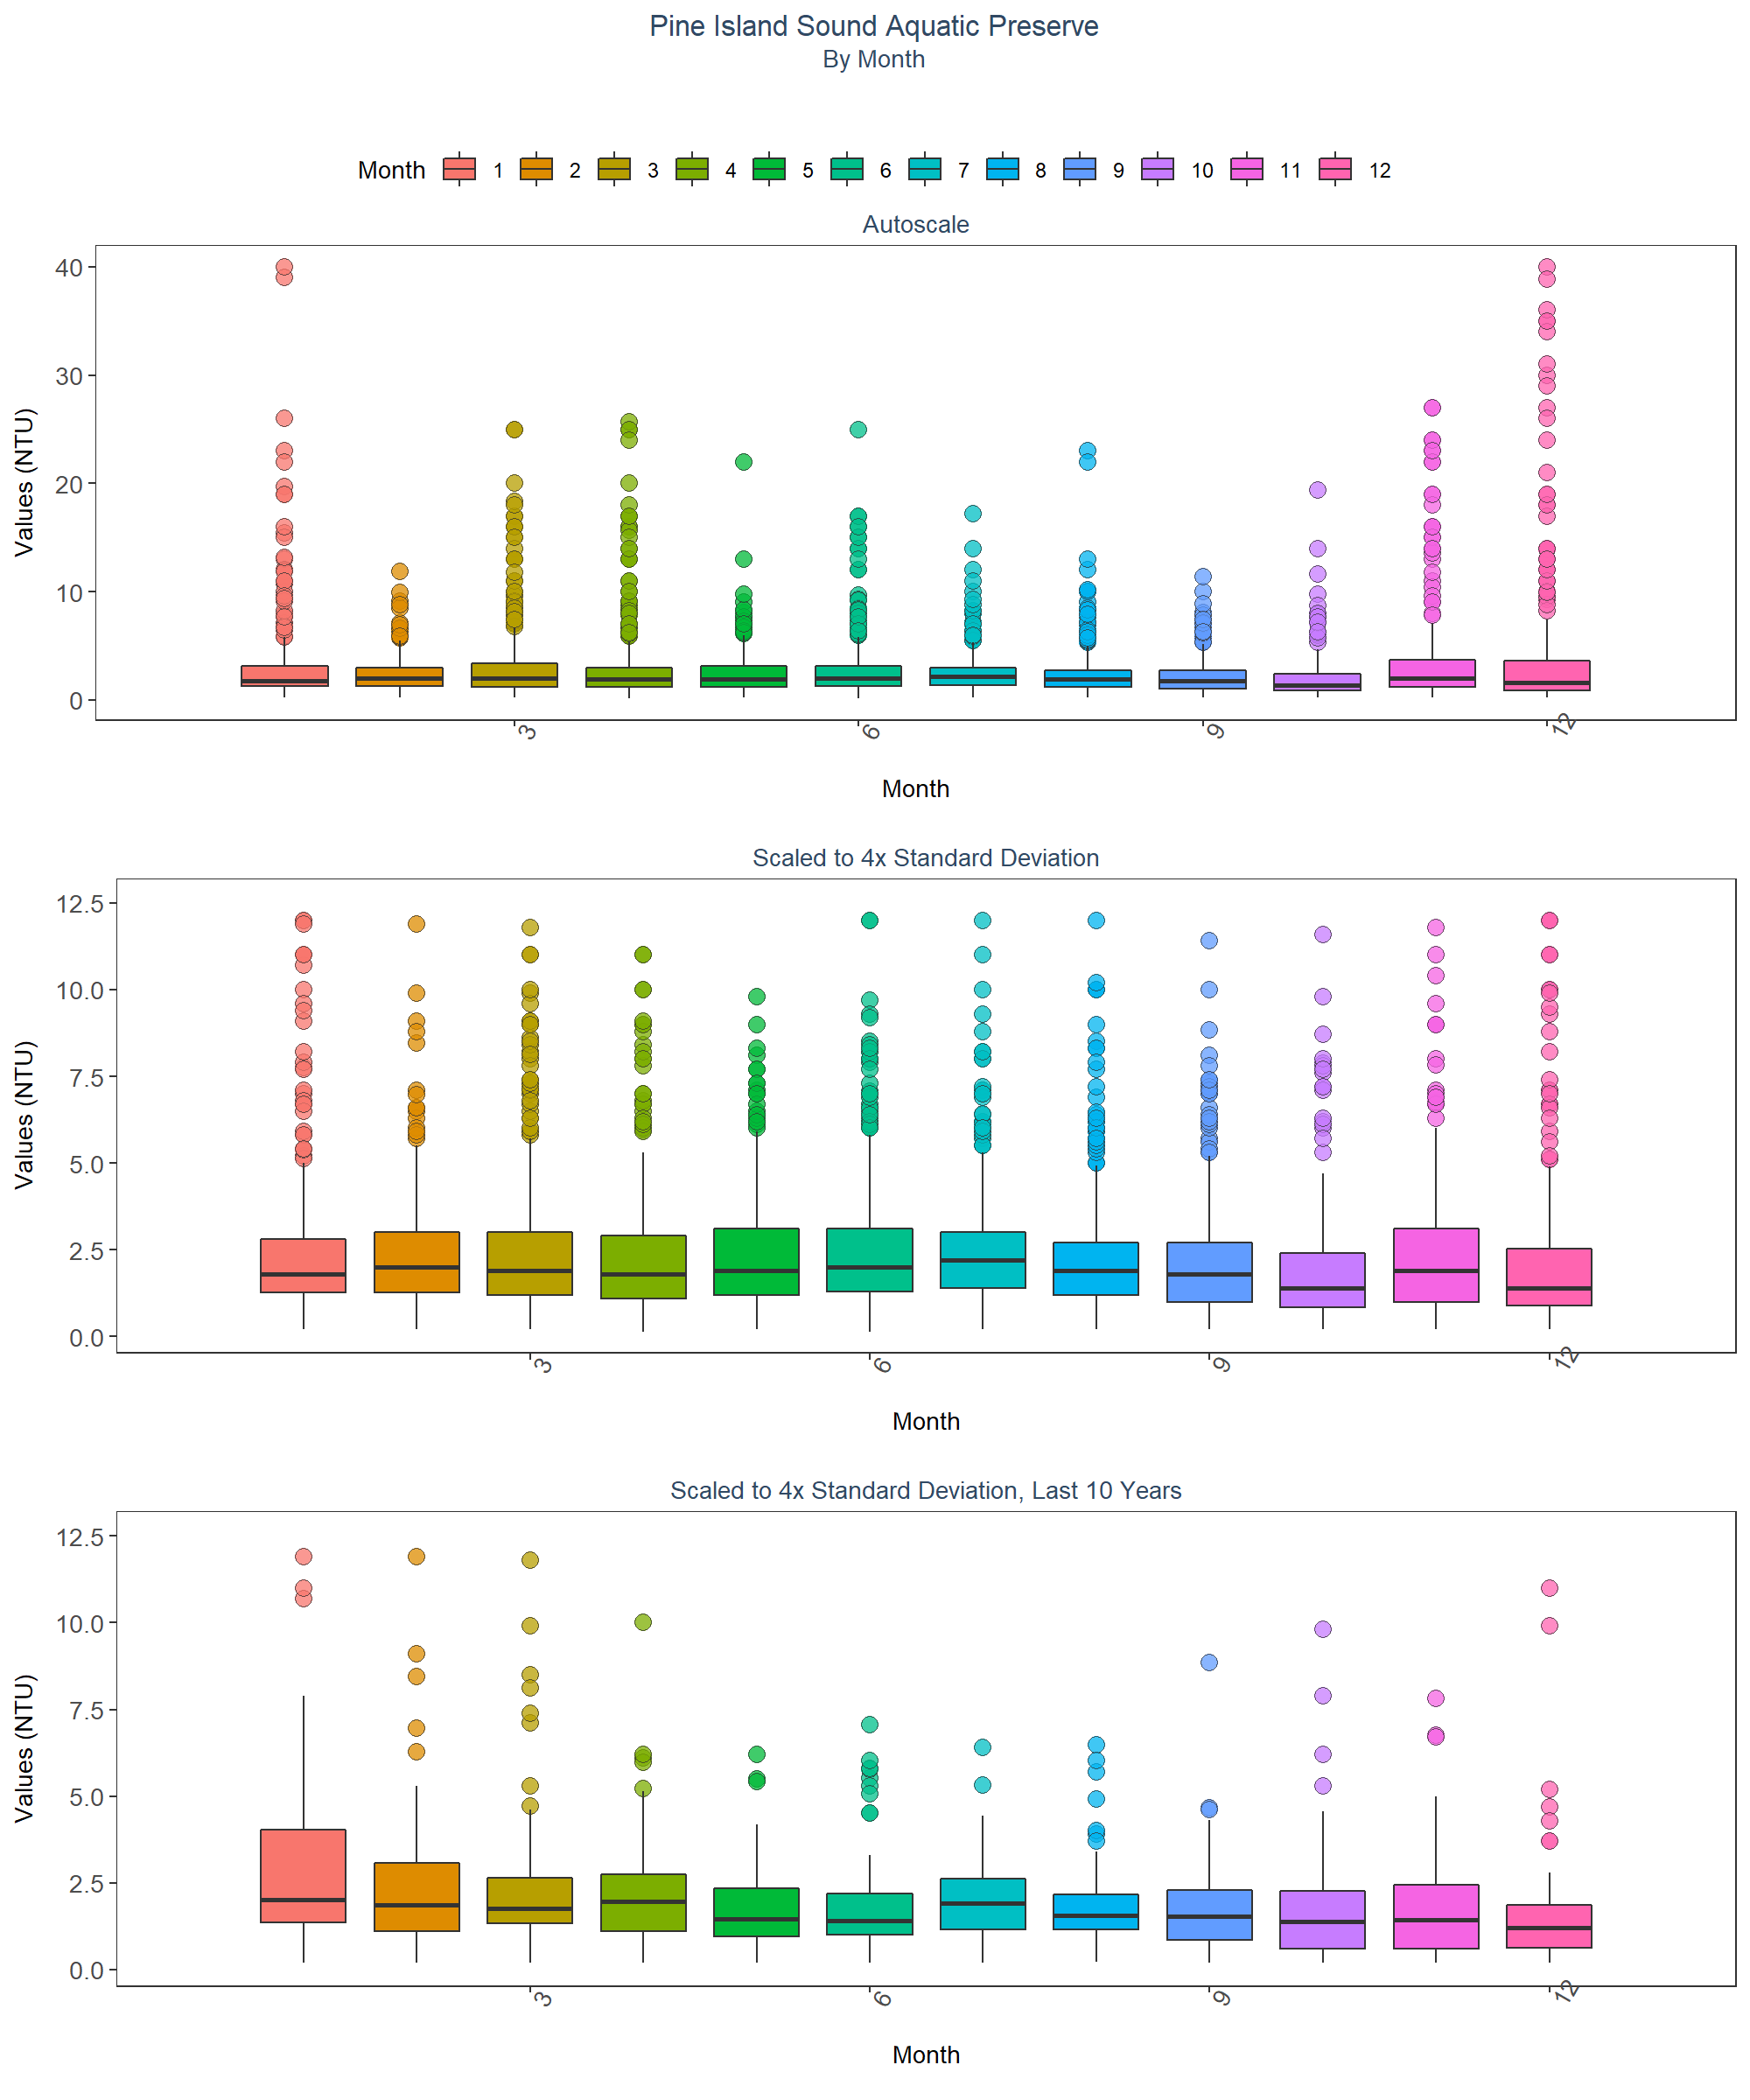 Pine Island Sound Aquatic Preserve
By Month
Month 1 2 3 4 5 6 7 8 9 10 11 12
Autoscale
Values (NTU)
40
30
20
10
0
3 6 9 12
Month
Scaled to 4x Standard Deviation
Values (NTU)
12.5
10.0
7.5
5.0
2.5
0.0
3 6 9 12
Month
Scaled to 4x Standard Deviation, Last 10 Years
Values (NTU)
12.5
10.0
7.5
5.0
2.5
0.0
3 6 9 12
Month